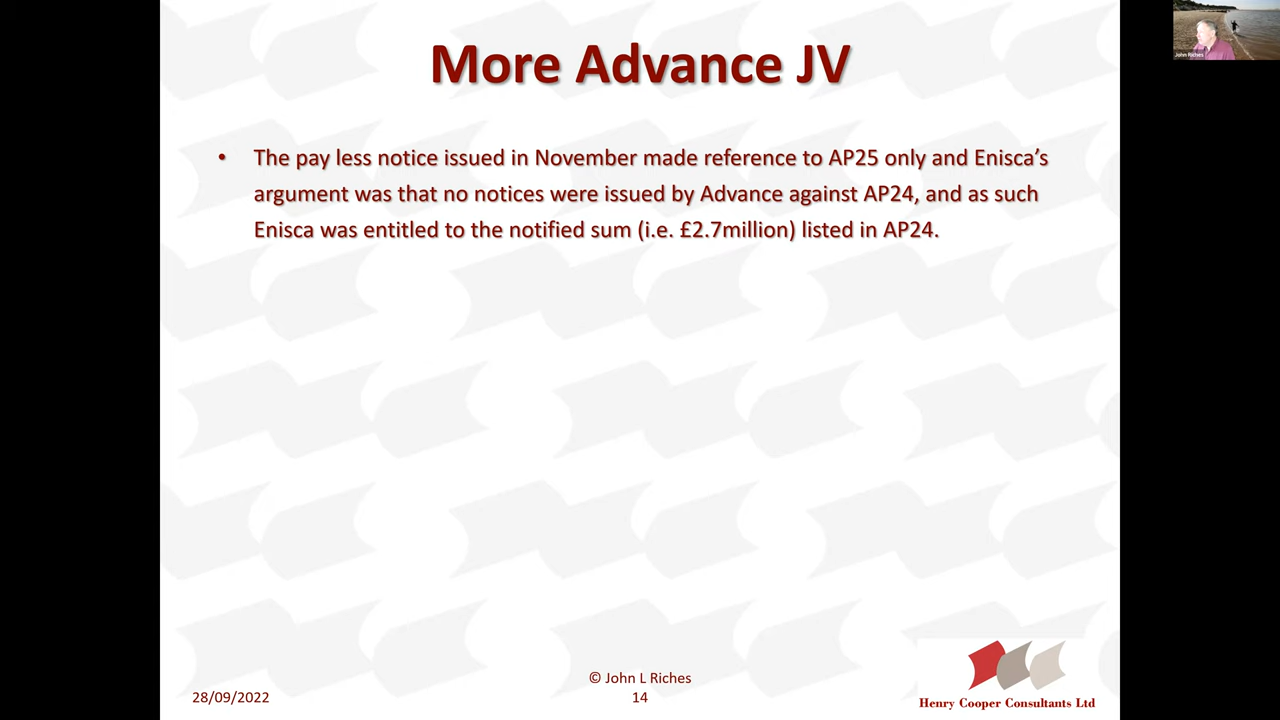 More Advance JV
• The pay less notice issued in November made reference to AP25 only and Enisca’s
argument was that no notices were issued by Advance against AP24, and as such
Enisca was entitled to the notified sum (i.e. £2.7million) listed in AP24.
John Riches
© John L Riches
28/09/2022
14
Henry Cooper Consultants Ltd